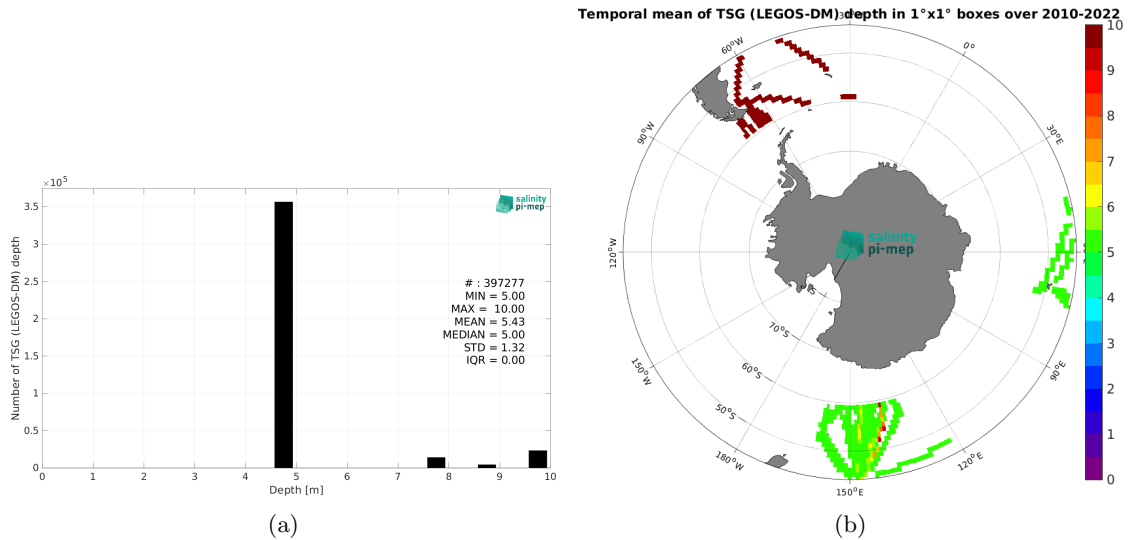 Temporal mean of TSG (LEGOS-DM) depth in 1°x1° boxes over 2010-2022
×10⁵
3.5
3
2.5
2
1.5
1
0.5
0
Number of TSG (LEGOS-DM) depth
0 1 2 3 4 5 6 7 8 9 10
Depth [m]
salinity
pi-mep
# : 397277
MIN = 5.00
MAX = 10.00
MEAN = 5.43
MEDIAN = 5.00
STD = 1.32
IQR = 0.00
(a)
60°W
0°
90°W
30°E
120°W
salinity
pi-mep
70°S
60°S
50°S
150°W
90°E
180°W
120°E
150°E
10
9
8
7
6
5
4
3
2
1
0
(b)